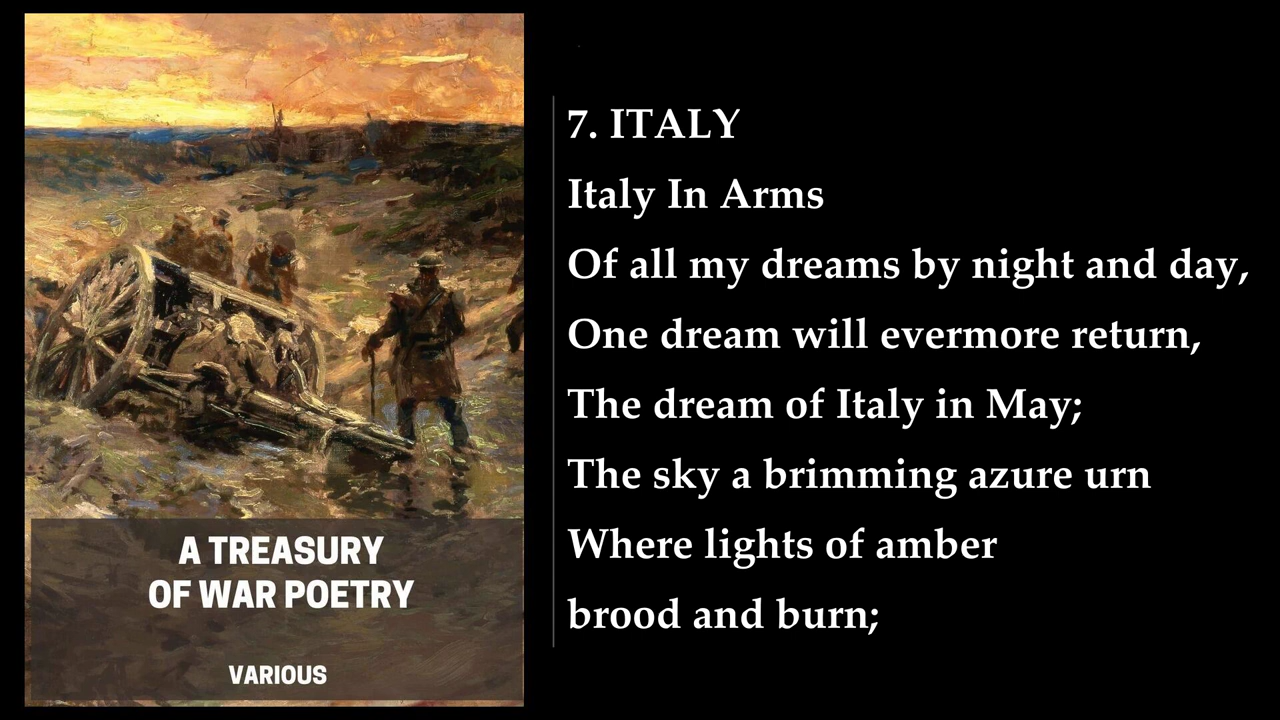 A TREASURY
OF WAR POETRY
VARIOUS
7. ITALY
Italy In Arms
Of all my dreams by night and day,
One dream will evermore return,
The dream of Italy in May;
The sky a brimming azure urn
Where lights of amber
brood and burn;